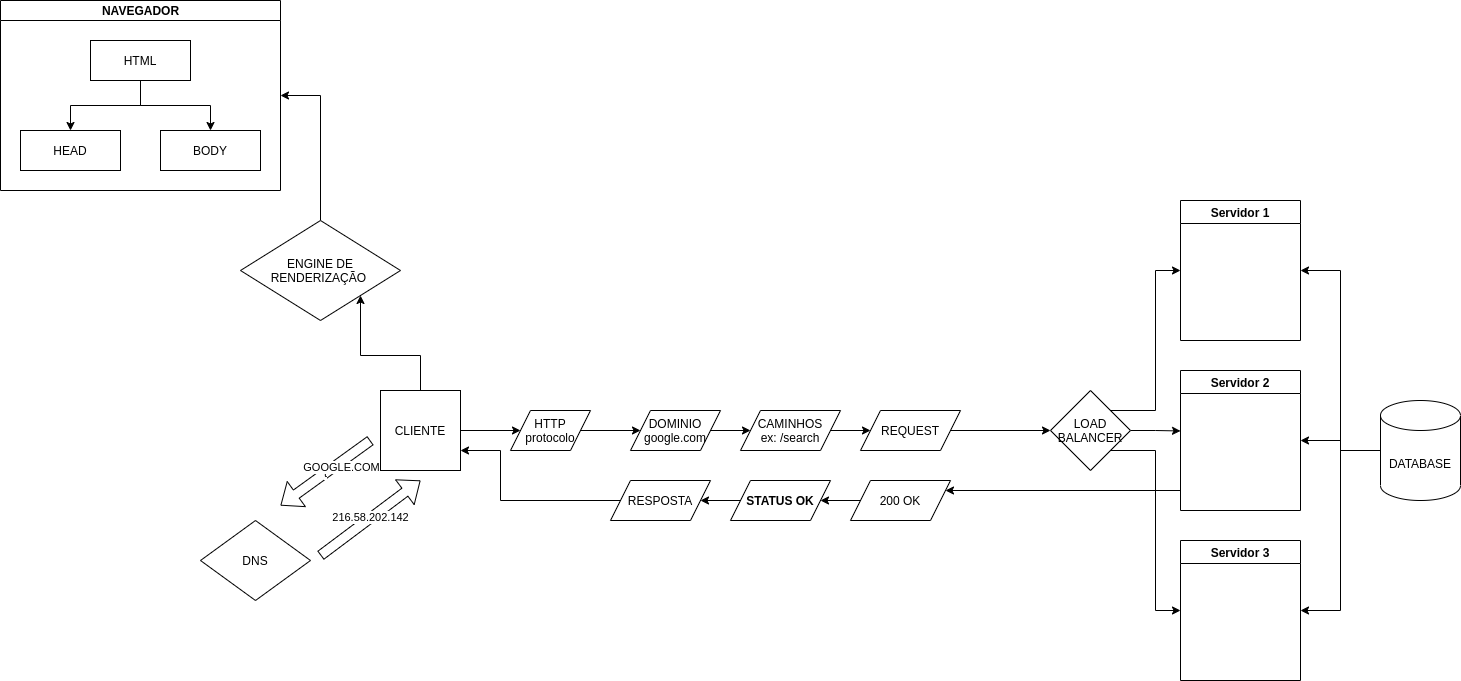 NAVEGADOR
HTML
HEAD
BODY
ENGINE DE
RENDERIZAÇÃO
CLIENTE
GOOGLE.COM
216.58.202.142
DNS
HTTP
protocolo
DOMINIO
google.com
CAMINHOS
ex: /search
REQUEST
LOAD
BALANCER
RESPOSTA
STATUS OK
200 OK
Servidor 1
Servidor 2
Servidor 3
DATABASE